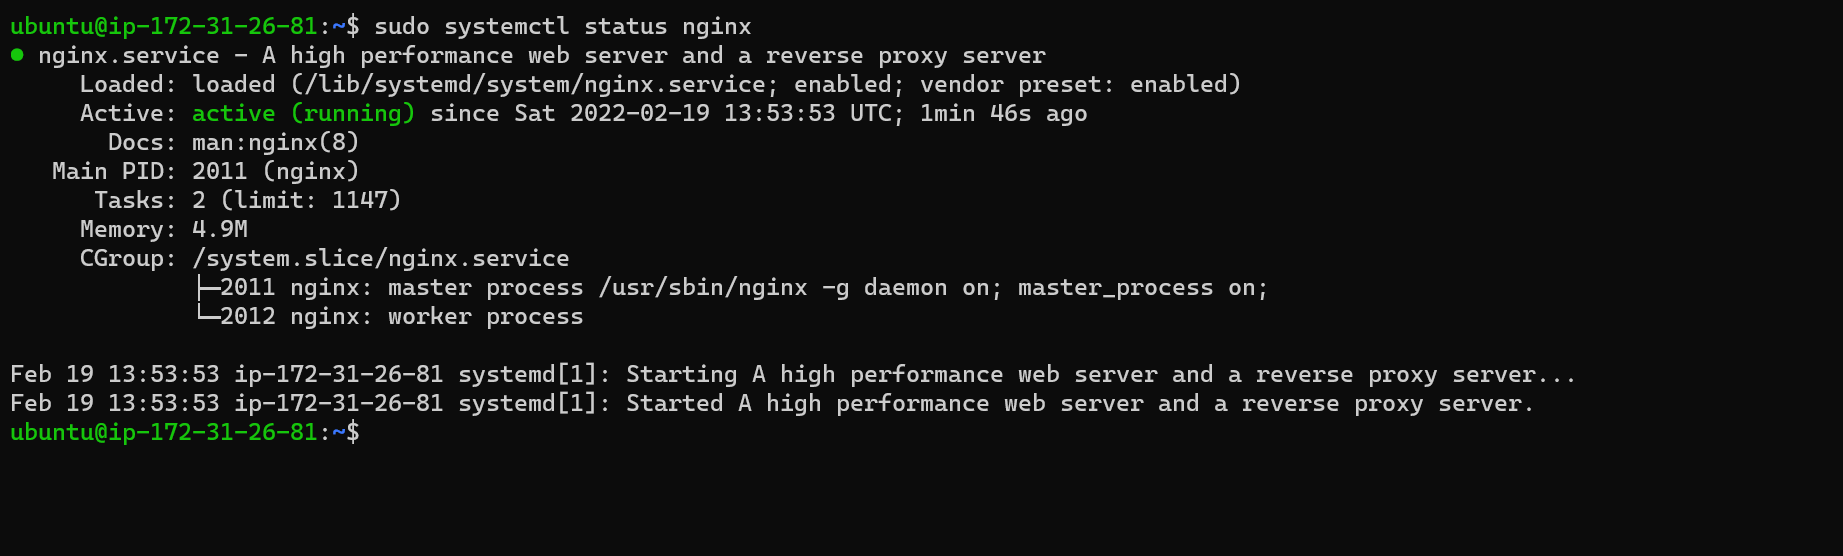 ubuntu@ip-172-31-26-81:~$ sudo systemctl status nginx
● nginx.service - A high performance web server and a reverse proxy server
     Loaded: loaded (/lib/systemd/system/nginx.service; enabled; vendor preset: enabled)
     Active: active (running) since Sat 2022-02-19 13:53:53 UTC; 1min 46s ago
       Docs: man:nginx(8)
   Main PID: 2011 (nginx)
      Tasks: 2 (limit: 1147)
     Memory: 4.9M
     CGroup: /system.slice/nginx.service
             ├─2011 nginx: master process /usr/sbin/nginx -g daemon on; master_process on;
             └─2012 nginx: worker process

Feb 19 13:53:53 ip-172-31-26-81 systemd[1]: Starting A high performance web server and a reverse proxy server...
Feb 19 13:53:53 ip-172-31-26-81 systemd[1]: Started A high performance web server and a reverse proxy server.
ubuntu@ip-172-31-26-81:~$